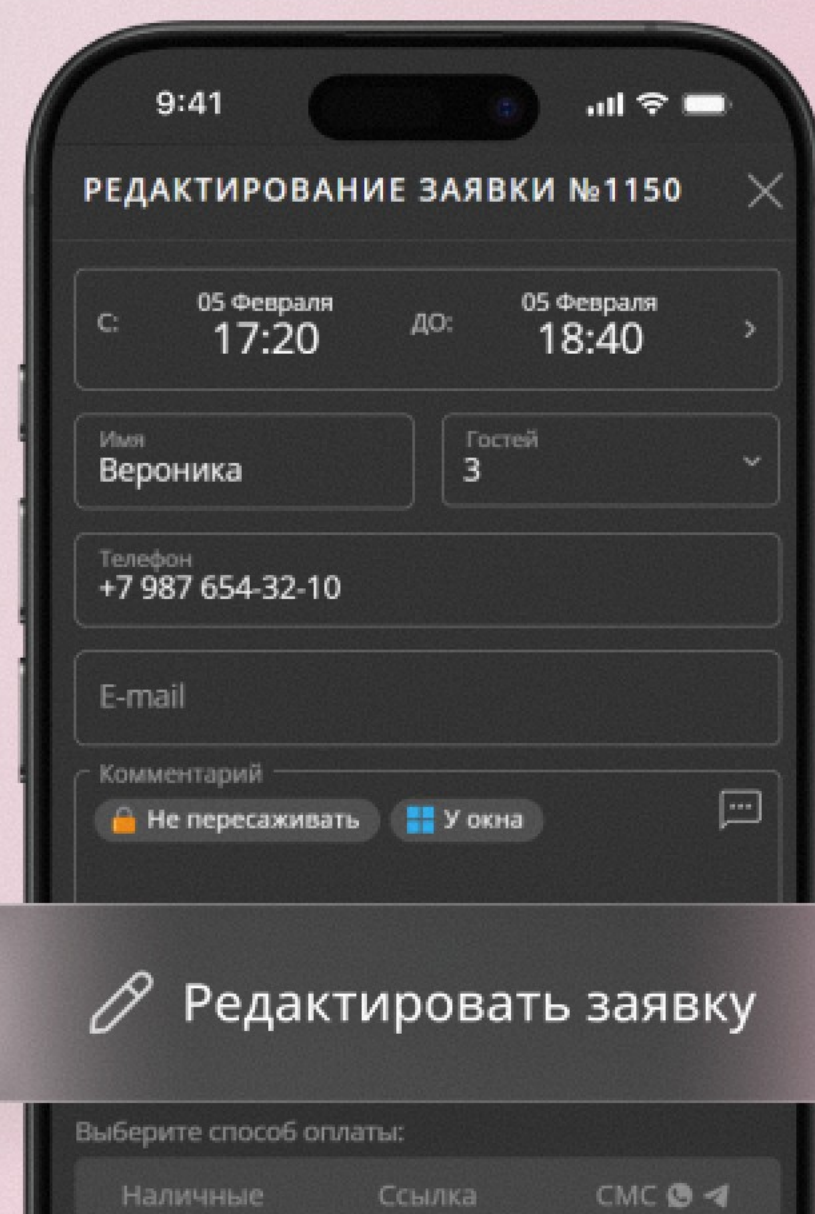 9:41
РЕДАКТИРОВАНИЕ ЗАЯВКИ №1150
05 Февраля 05 Февраля
С: 17:20 ДО: 18:40
Имя Гостей
Вероника 3
Телефон
+7 987 654-32-10
E-mail
Комментарий
Не пересаживать У окна
Редактировать заявку
Выберите способ оплаты:
Наличные Ссылка СМС